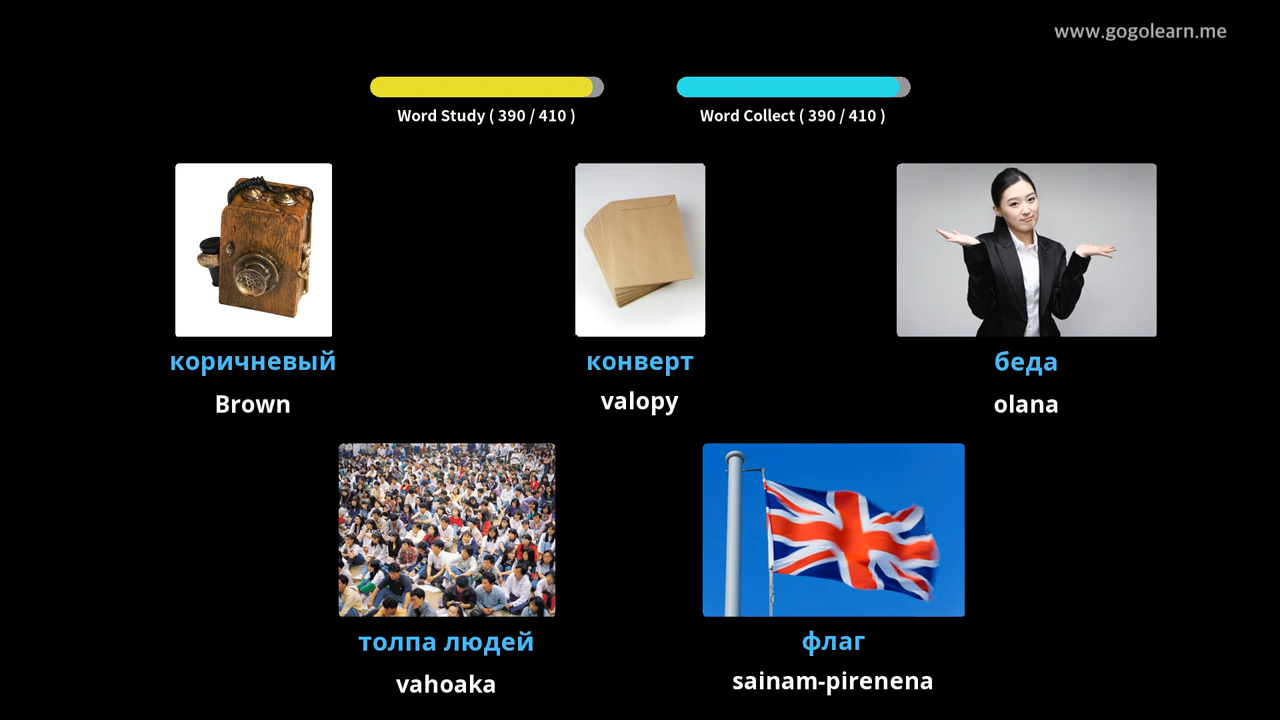 www.gogolearn.me
Word Study ( 390 / 410 )
Word Collect ( 390 / 410 )
коричневый
конверт
беда
Brown
valopy
olana
толпа людей
флаг
vahoaka
sainam-pirenena